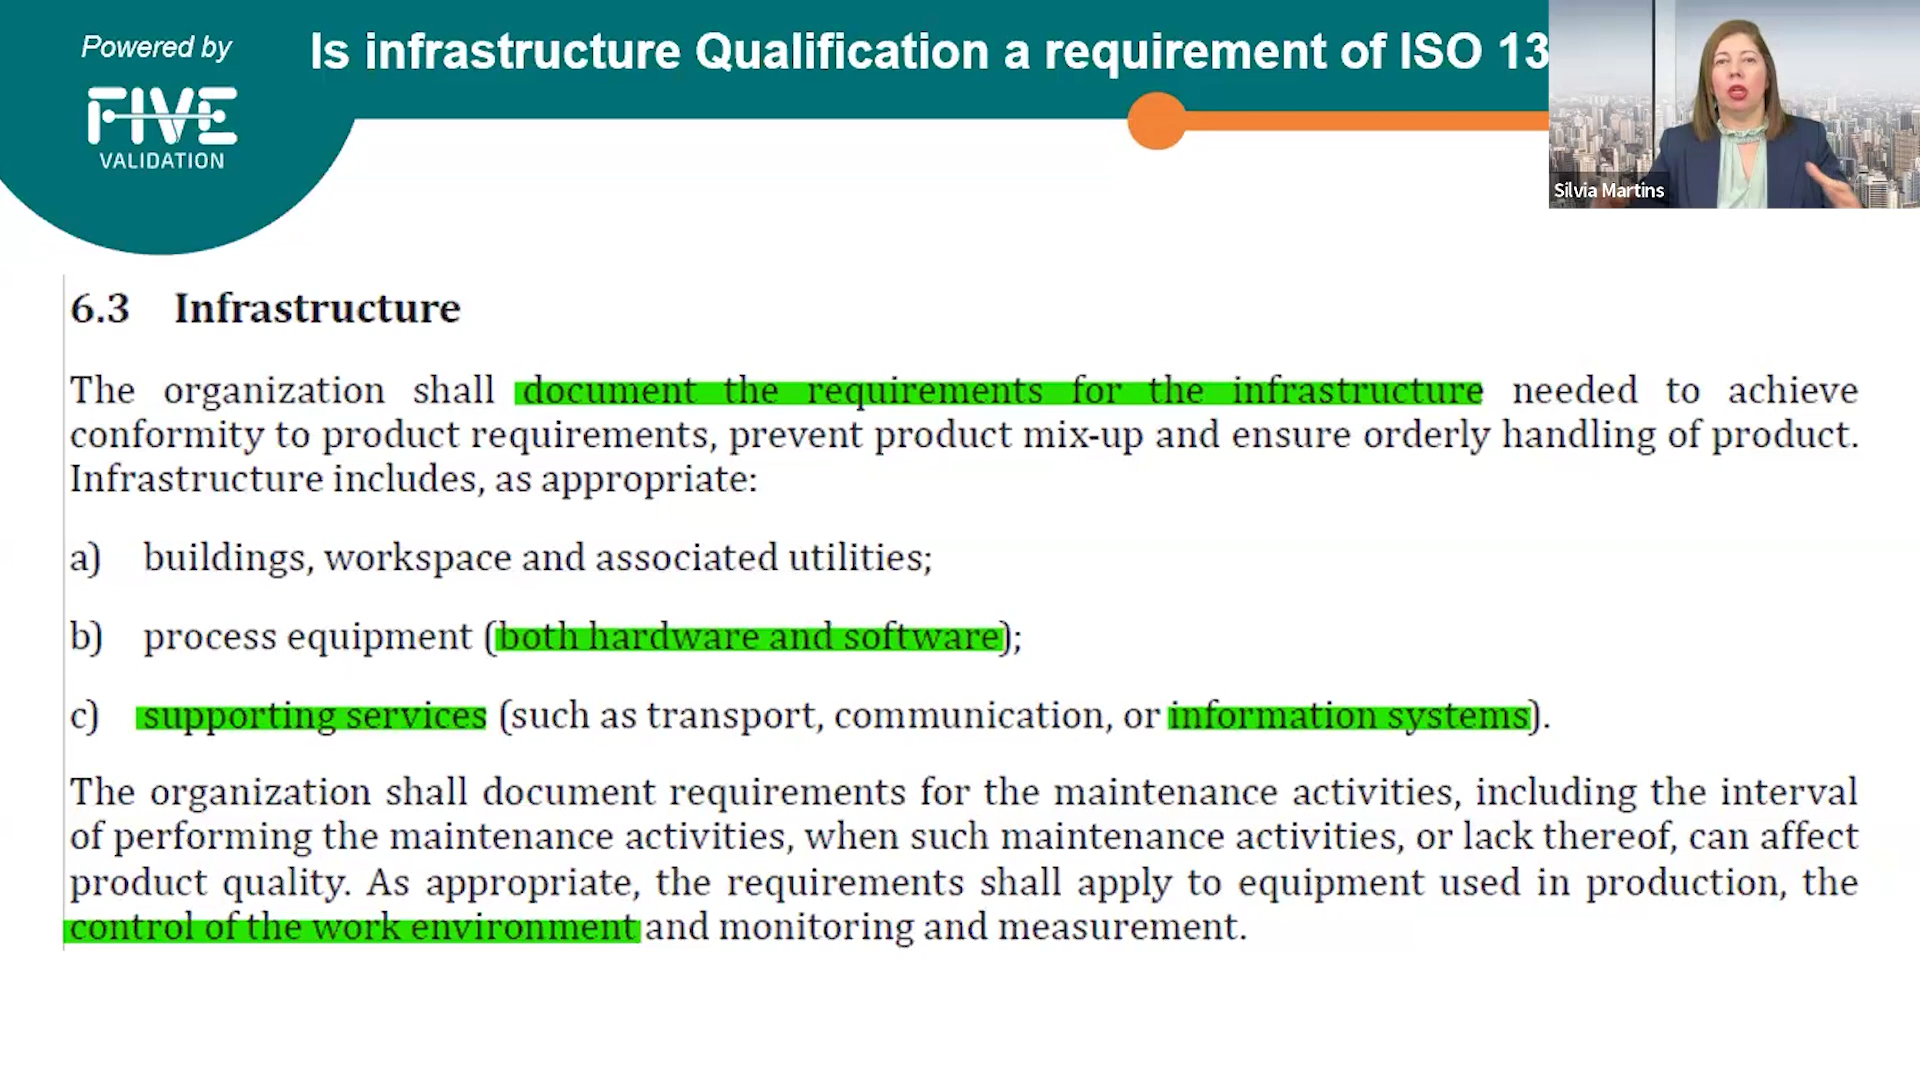 Powered by
FIVE
VALIDATION
Is infrastructure Qualification a requirement of ISO 13
Silvia Martins
6.3 Infrastructure
The organization shall document the requirements for the infrastructure needed to achieve
conformity to product requirements, prevent product mix-up and ensure orderly handling of product.
Infrastructure includes, as appropriate:
a) buildings, workspace and associated utilities;
b) process equipment (both hardware and software);
c) supporting services (such as transport, communication, or information systems).
The organization shall document requirements for the maintenance activities, including the interval
of performing the maintenance activities, when such maintenance activities, or lack thereof, can affect
product quality. As appropriate, the requirements shall apply to equipment used in production, the
control of the work environment and monitoring and measurement.